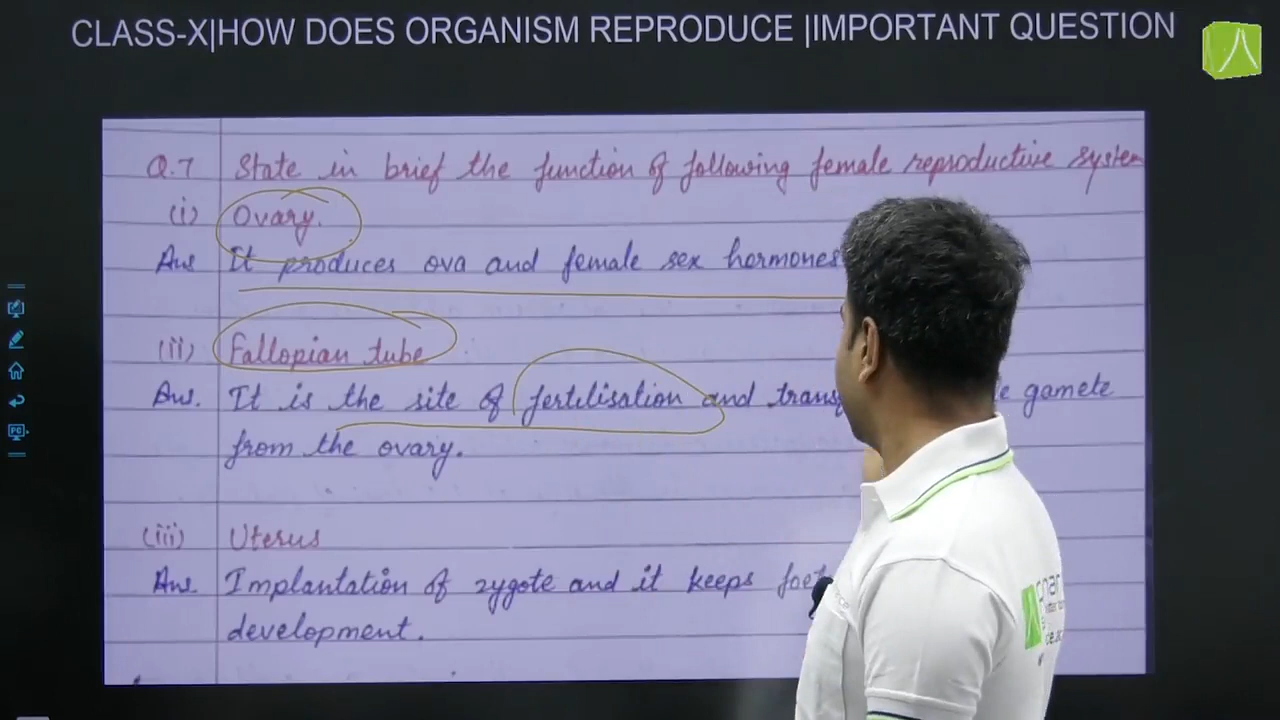 CLASS-X|HOW DOES ORGANISM REPRODUCE |IMPORTANT QUESTION
Q.7 State in brief the function of following female reproductive system
(i) Ovary.
Ans It produces ova and female sex hormones
(ii) Fallopian tube
Ans. It is the site of fertilisation and gamete
from the ovary.
(iii) Uterus
Ans. Implantation of zygote and it keeps
development.